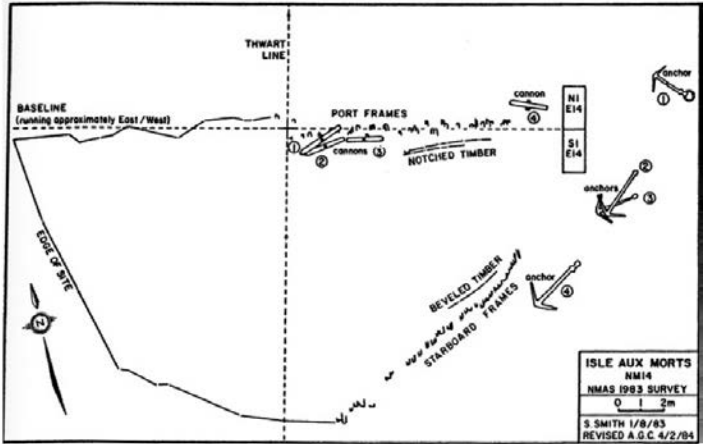 THWART
LINE
BASELINE
(running approximately East/West)
PORT FRAMES
cannon
④
N1
E14
anchor
①
①
②
cannons
③
NOTCHED TIMBER
S1
E14
②
anchors
③
EDGE OF SITE
BEVELED TIMBER
STARBOARD FRAMES
anchor
④
N
ISLE AUX MORTS
NM14
NMAS 1983 SURVEY
0 1 2m
S.SMITH 1/8/83
REVISED A.G.C. 4/2/84